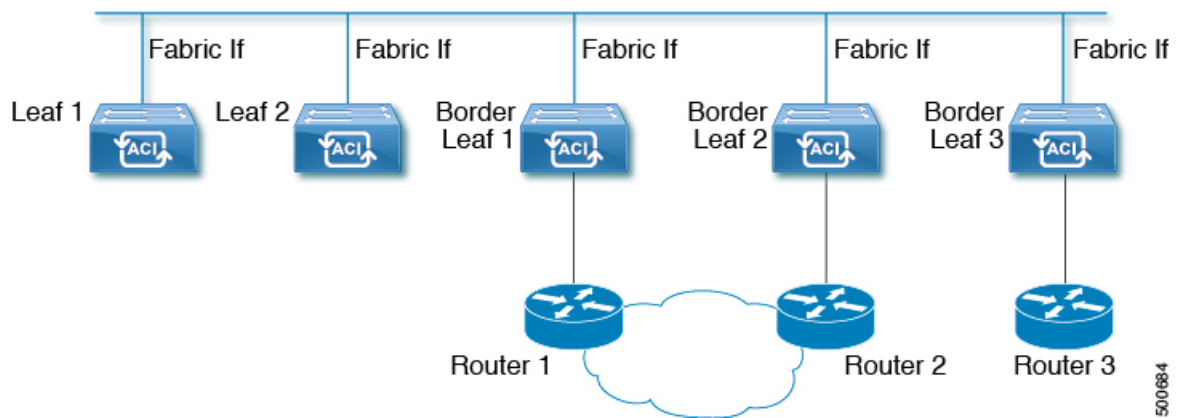 Fabric If
Fabric If
Fabric If
Fabric If
Fabric If
Leaf 1
Leaf 2
Border
Leaf 1
Border
Leaf 2
Border
Leaf 3
ACI
ACI
ACI
ACI
ACI
Router 1
Router 2
Router 3
500684